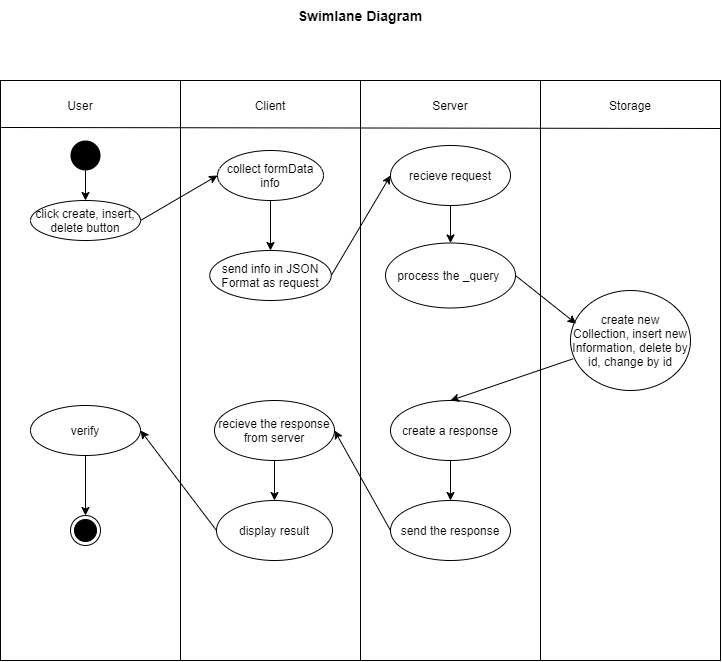 Swimlane Diagram
User
Client
Server
Storage
click create, insert,
delete button
collect formData
info
send info in JSON
Format as request
recieve request
process the _query
create new
Collection, insert new
Information, delete by
id, change by id
create a response
send the response
recieve the response
from server
display result
verify